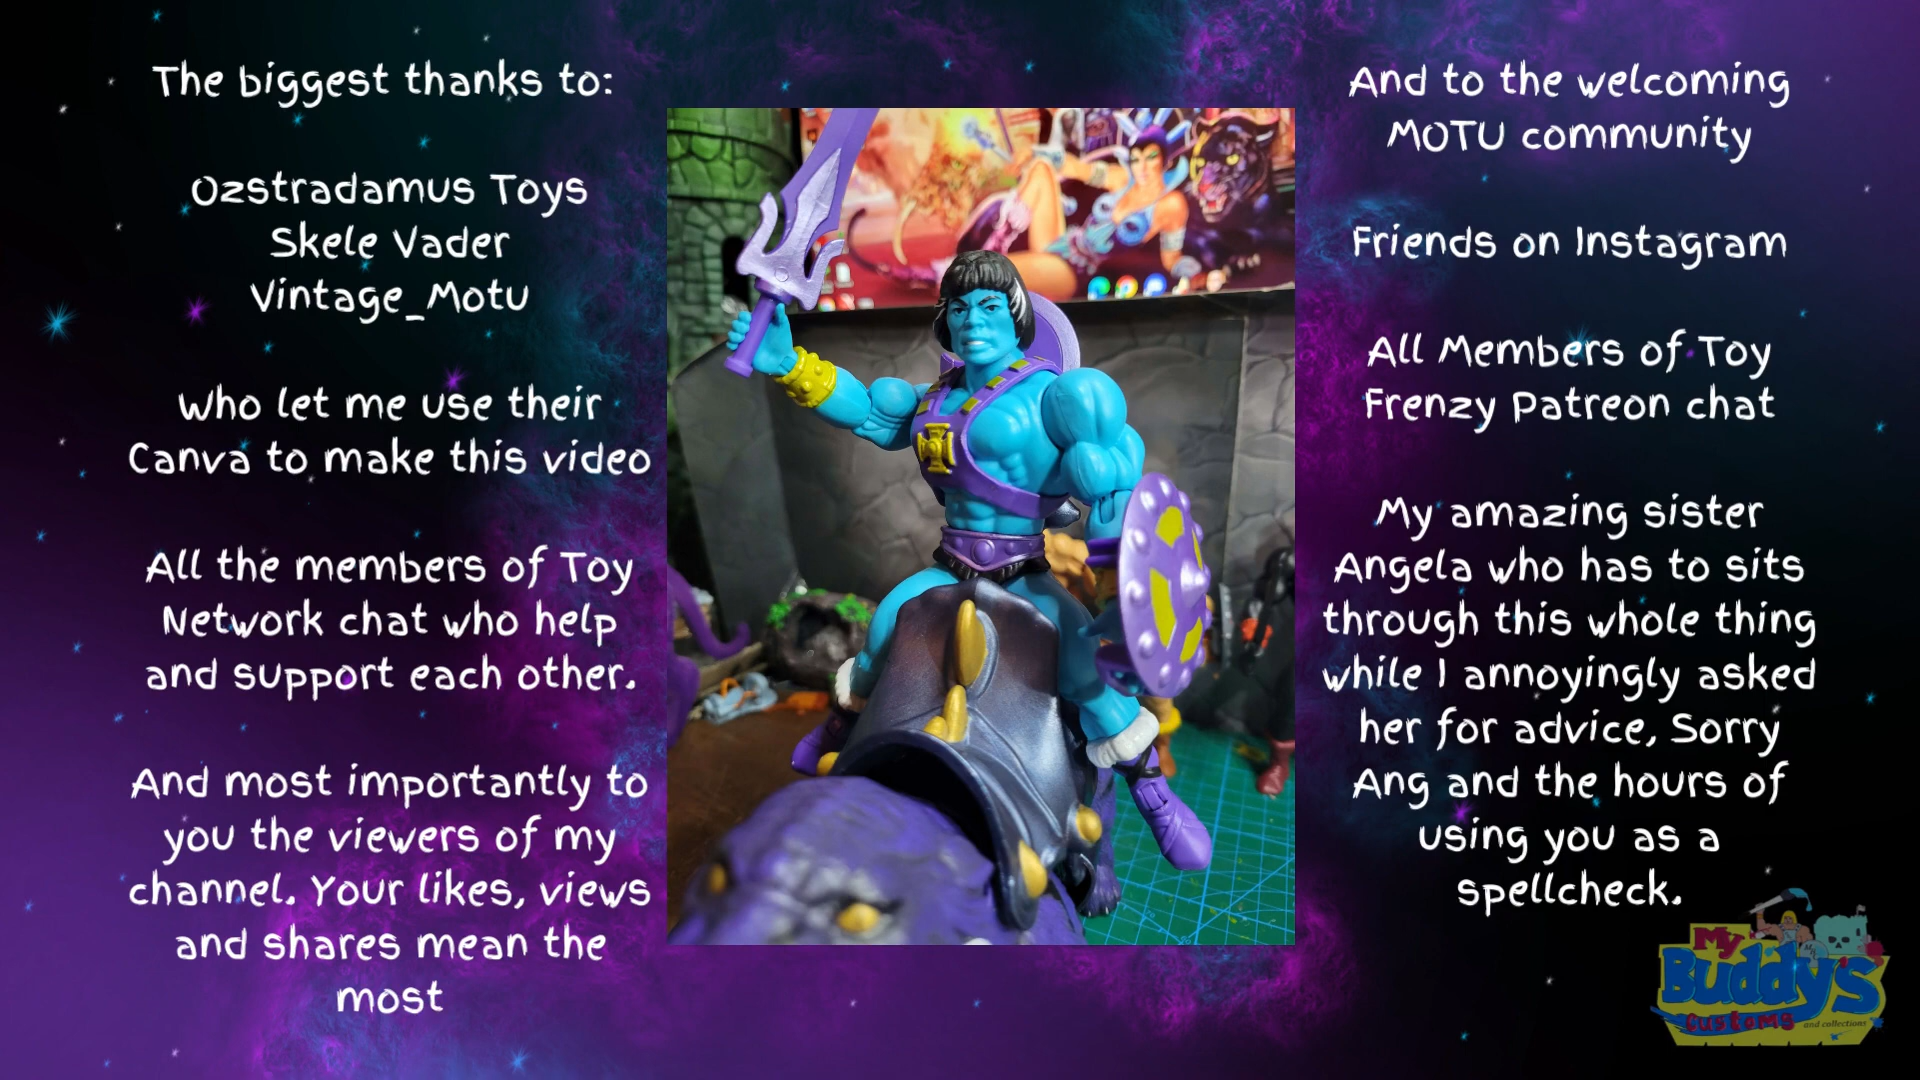 The biggest thanks to:
Ozstradamus Toys
Skele Vader
Vintage_Motu
Who let me use their
Canva to make this video
All the members of Toy
Network chat who help
and support each other.
And most importantly to
you the viewers of my
channel. Your likes, views
and shares mean the
most
And to the welcoming
MOTU community
Friends on Instagram
All Members of Toy
Frenzy Patreon chat
My amazing sister
Angela who has to sits
through this whole thing
while I annoyingly asked
her for advice, Sorry
Ang and the hours of
using you as a
spellcheck.
My
Buddy's
Customs
and collections